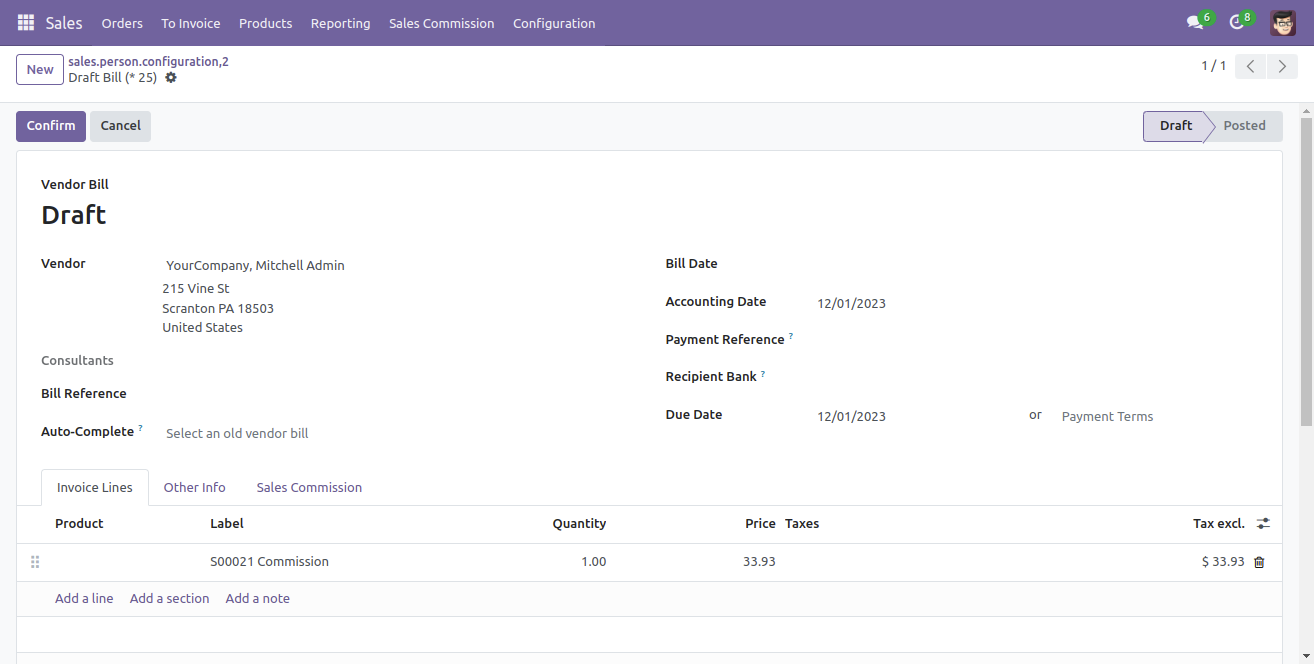 Sales Orders To Invoice Products Reporting Sales Commission Configuration 6 8
New
sales.person.configuration,2
Draft Bill (* 25)
1 / 1
Confirm Cancel
Draft Posted
Vendor Bill
Draft
Vendor YourCompany, Mitchell Admin
215 Vine St
Scranton PA 18503
United States
Consultants
Bill Reference
Auto-Complete ? Select an old vendor bill
Bill Date
Accounting Date 12/01/2023
Payment Reference ?
Recipient Bank ?
Due Date 12/01/2023 or Payment Terms
Invoice Lines Other Info Sales Commission
Product Label Quantity Price Taxes Tax excl.
S00021 Commission 1.00 33.93 $ 33.93
Add a line Add a section Add a note